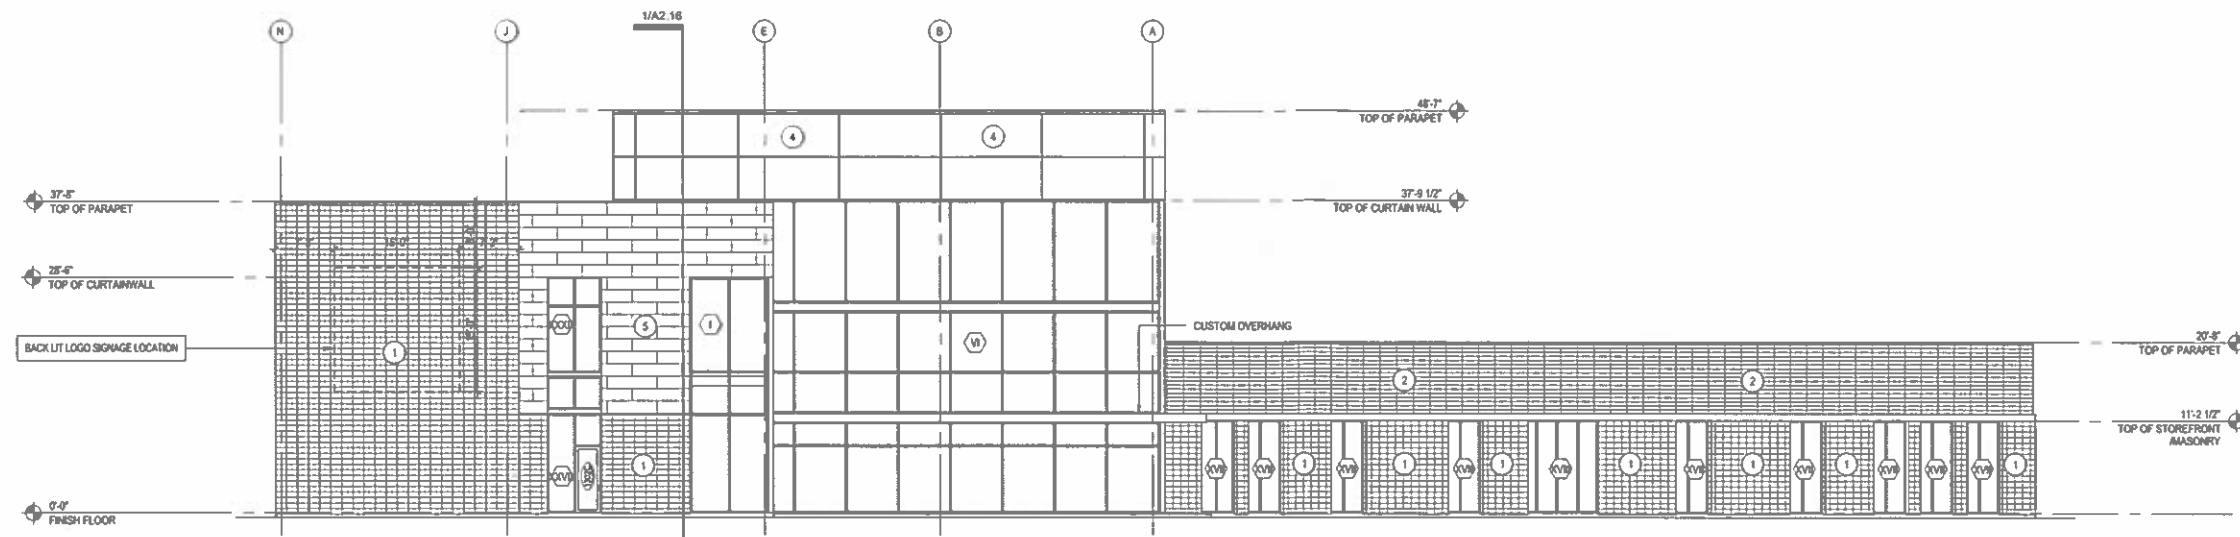 1/A2.16
N
J
E
B
A
48'-7"
TOP OF PARAPET
4
4
37'-8"
TOP OF PARAPET
37'-9 1/2"
TOP OF CURTAIN WALL
28'-6"
TOP OF CURTAINWALL
5
I
CUSTOM OVERHANG
VI
BACK LIT LOGO SIGNAGE LOCATION
1
20'-8"
TOP OF PARAPET
2
2
11'-2 1/2"
TOP OF STOREFRONT
/MASONRY
1
1
1
1
1
1
1
1
0'-0"
FINISH FLOOR